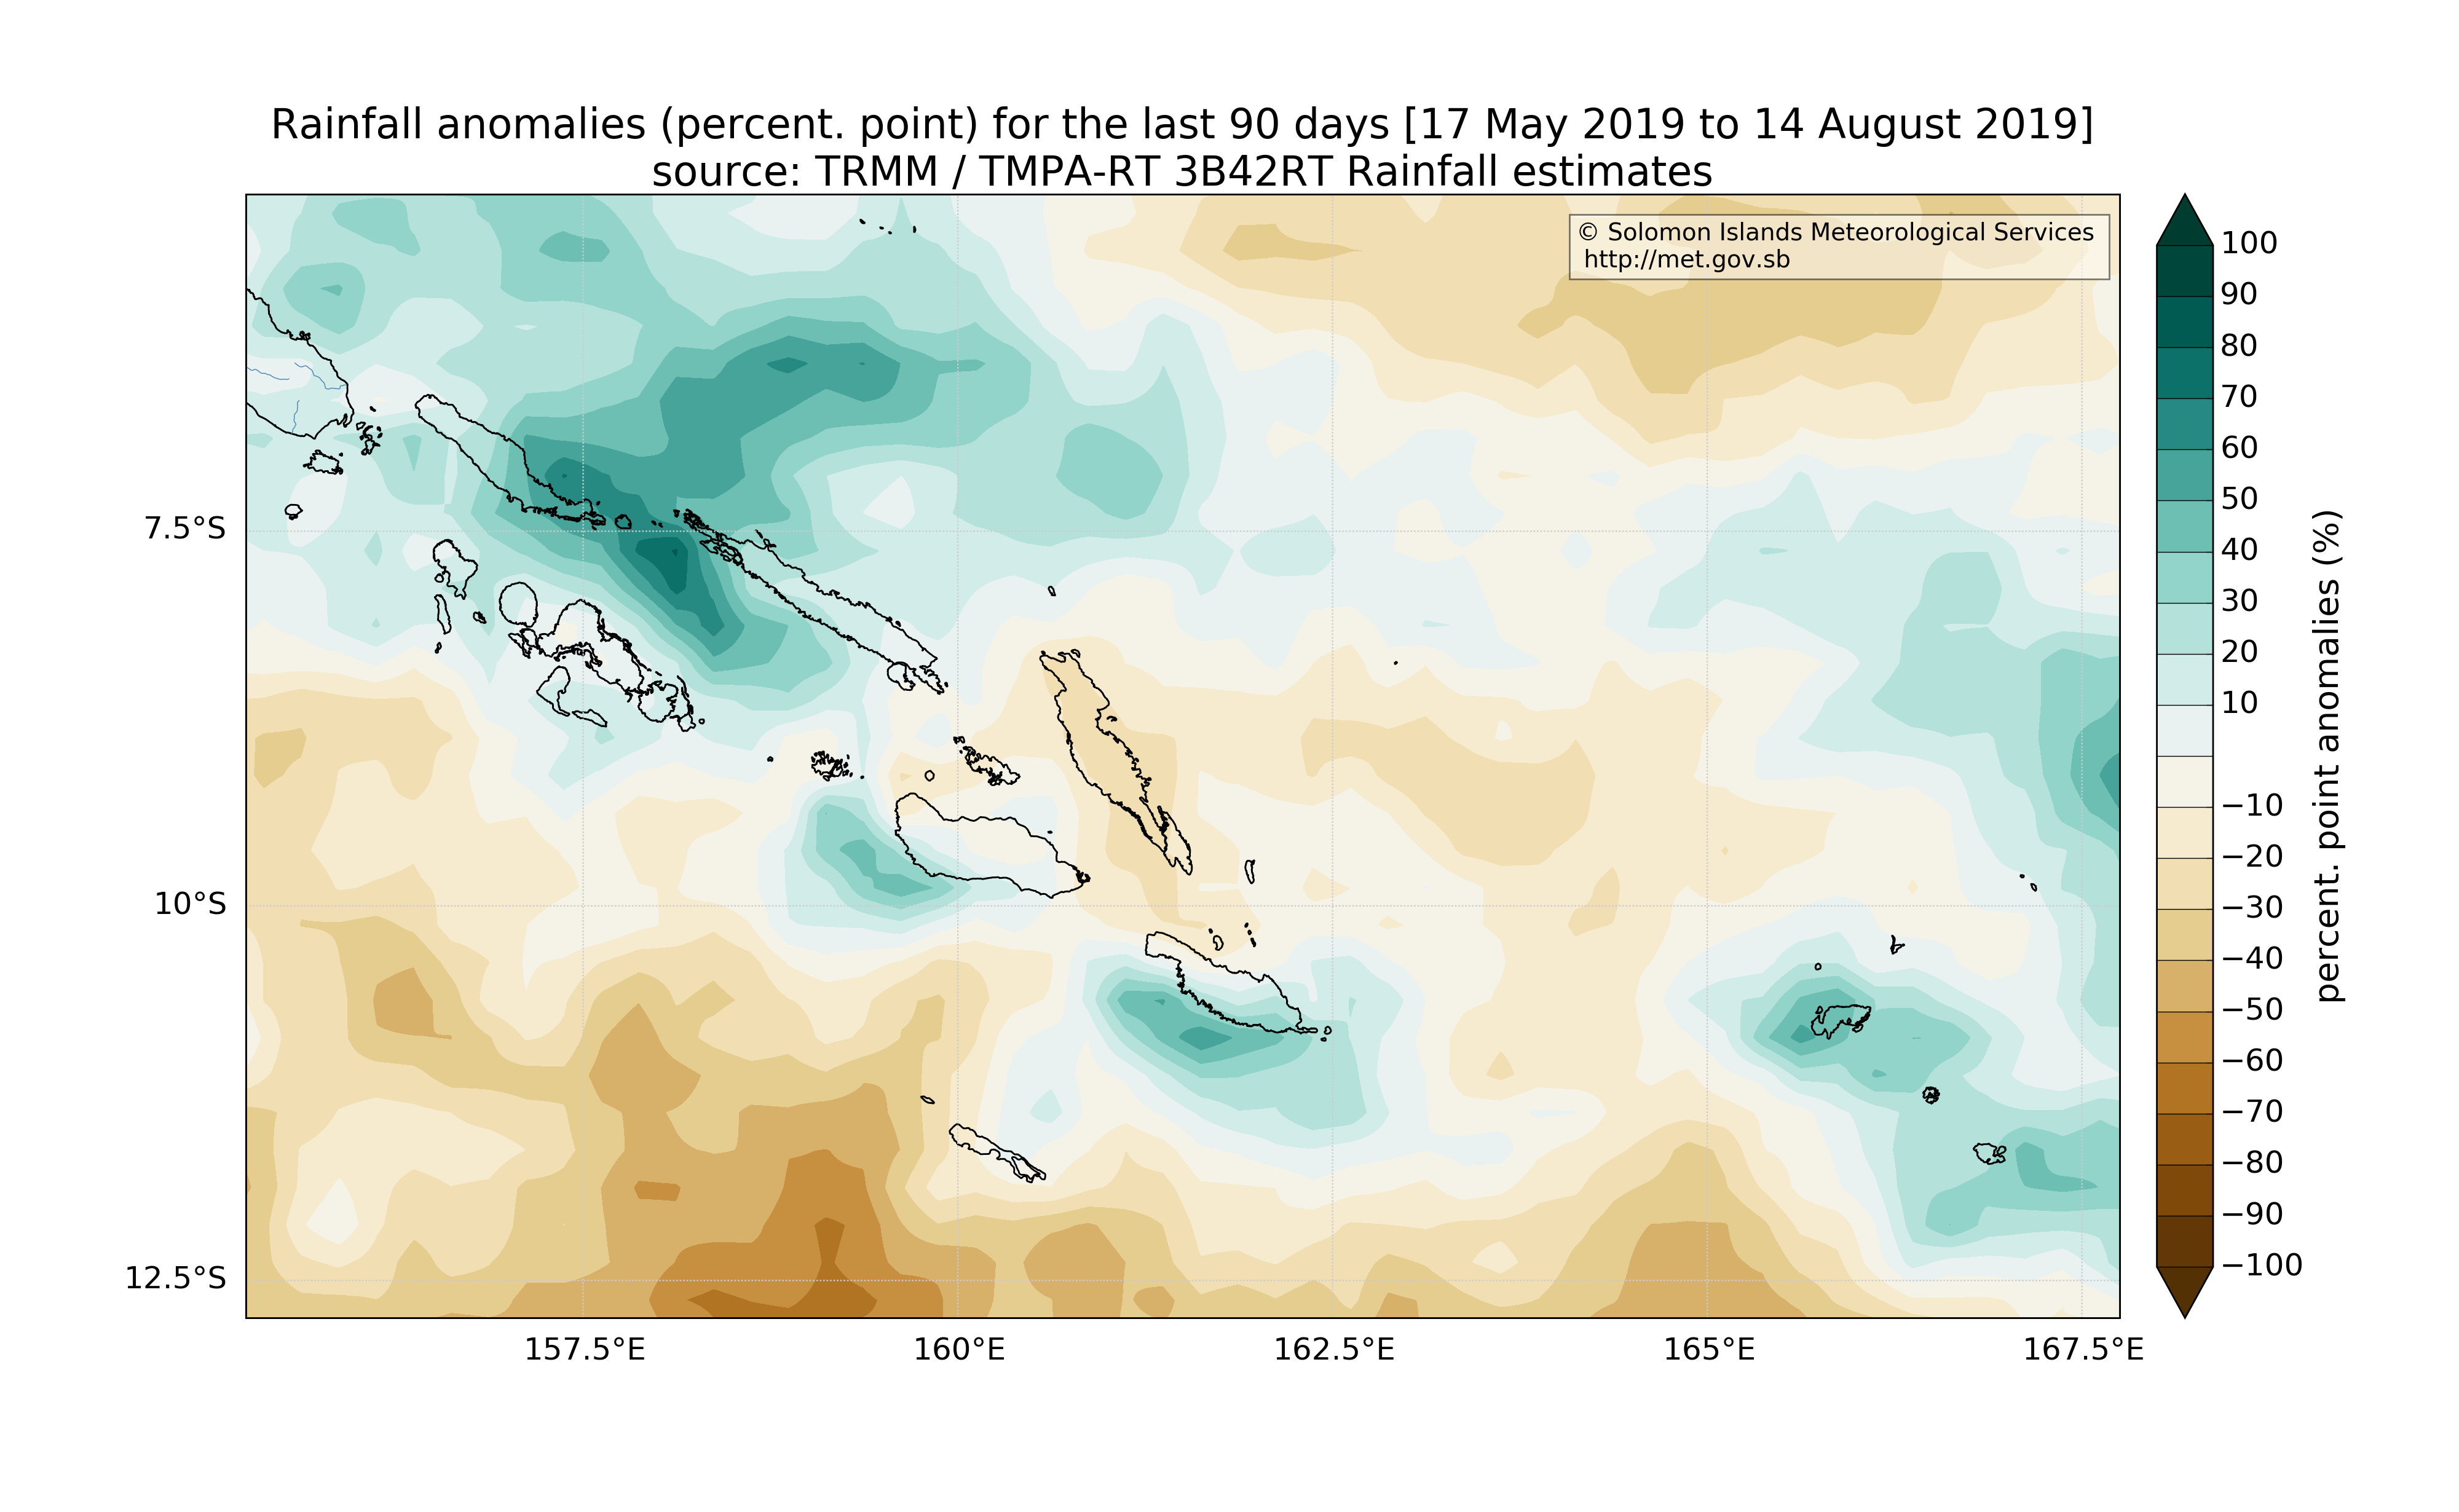 Rainfall anomalies (percent. point) for the last 90 days [17 May 2019 to 14 August 2019]
source: TRMM / TMPA-RT 3B42RT Rainfall estimates
© Solomon Islands Meteorological Services
http://met.gov.sb
7.5°S
10°S
12.5°S
157.5°E
160°E
162.5°E
165°E
167.5°E
100
90
80
70
60
50
40
30
20
10
−10
−20
−30
−40
−50
−60
−70
−80
−90
−100
percent. point anomalies (%)